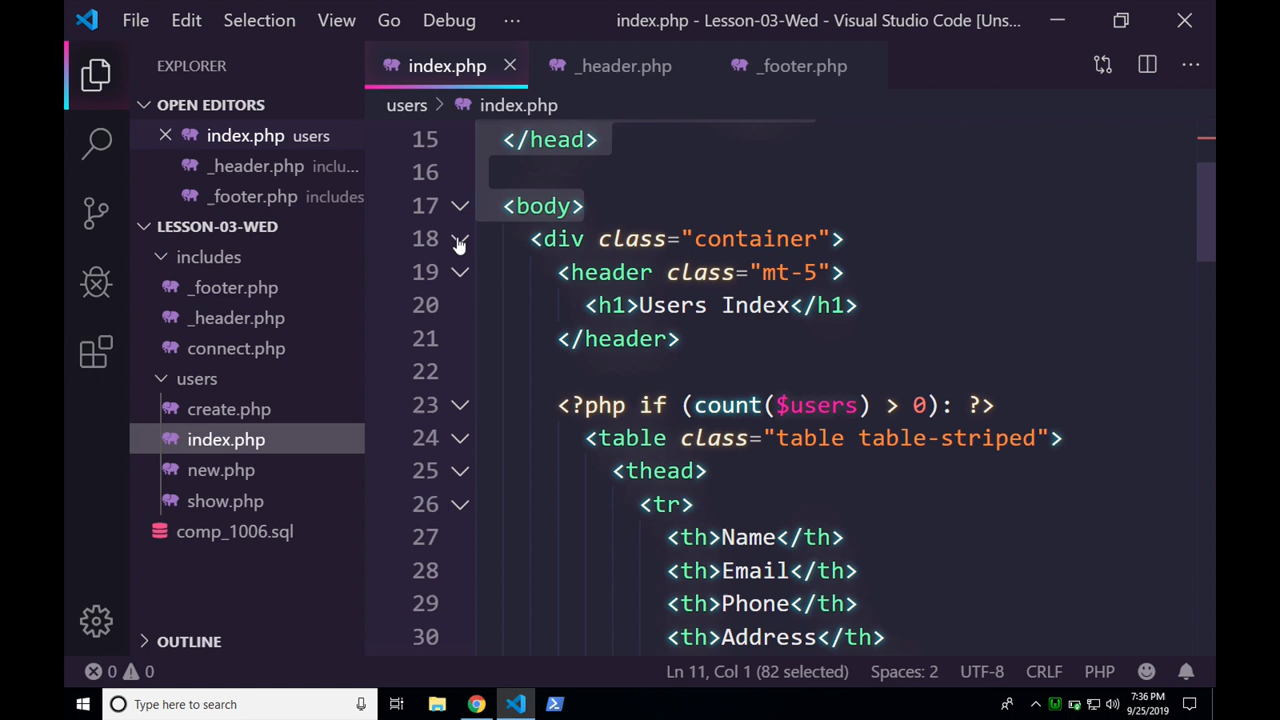 File Edit Selection View Go Debug ··· index.php - Lesson-03-Wed - Visual Studio Code [Uns...
EXPLORER
index.php _header.php _footer.php
OPEN EDITORS
users > index.php
index.php users
_header.php inclu...
_footer.php includes
LESSON-03-WED
includes
_footer.php
_header.php
connect.php
users
create.php
index.php
new.php
show.php
comp_1006.sql
OUTLINE
15 </head>
16
17 <body>
18 <div class="container">
19 <header class="mt-5">
20 <h1>Users Index</h1>
21 </header>
22
23 <?php if (count($users) > 0): ?>
24 <table class="table table-striped">
25 <thead>
26 <tr>
27 <th>Name</th>
28 <th>Email</th>
29 <th>Phone</th>
30 <th>Address</th>
0 0 Ln 11, Col 1 (82 selected) Spaces: 2 UTF-8 CRLF PHP
Type here to search
7:36 PM
9/25/2019